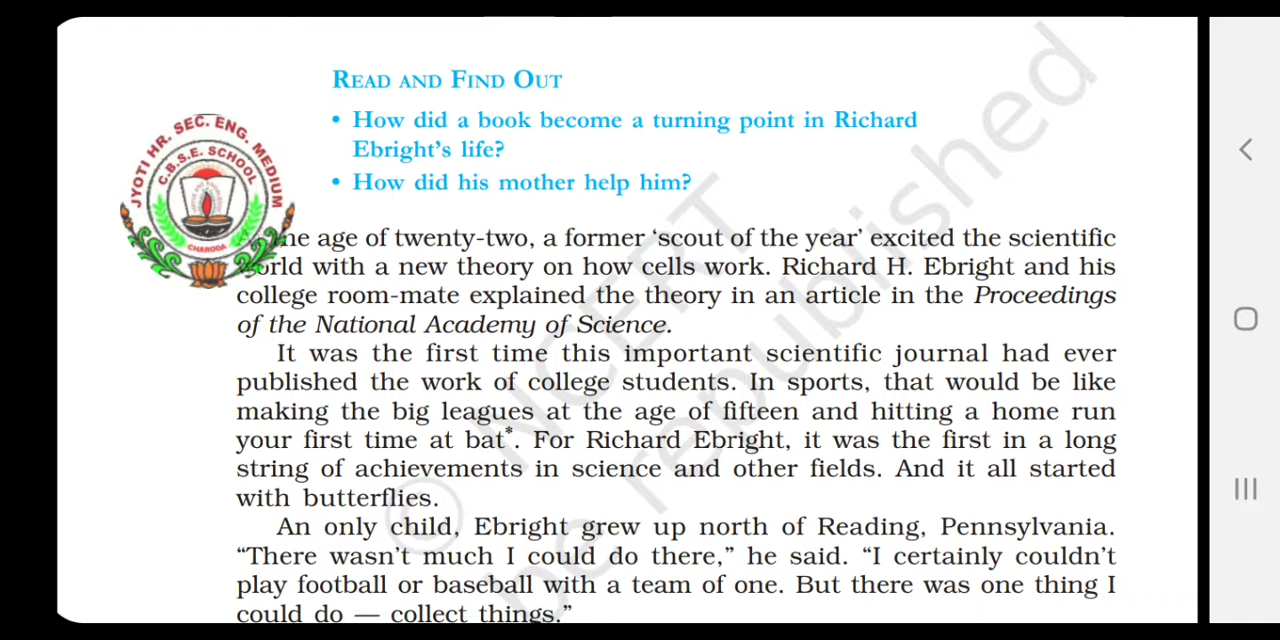 READ AND FIND OUT
• How did a book become a turning point in Richard
Ebright's life?
• How did his mother help him?
JYOTI HR. SEC. ENG. MEDIUM
C.B.S.E. SCHOOL
CHARODA
age of twenty-two, a former ‘scout of the year’ excited the scientific
with a new theory on how cells work. Richard H. Ebright and his
college room-mate explained the theory in an article in the Proceedings
of the National Academy of Science.
It was the first time this important scientific journal had ever
published the work of college students. In sports, that would be like
making the big leagues at the age of fifteen and hitting a home run
your first time at bat*. For Richard Ebright, it was the first in a long
string of achievements in science and other fields. And it all started
with butterflies.
An only child, Ebright grew up north of Reading, Pennsylvania.
“There wasn't much I could do there,” he said. “I certainly couldn't
play football or baseball with a team of one. But there was one thing I
could do — collect things.”
© NCERT
be republished